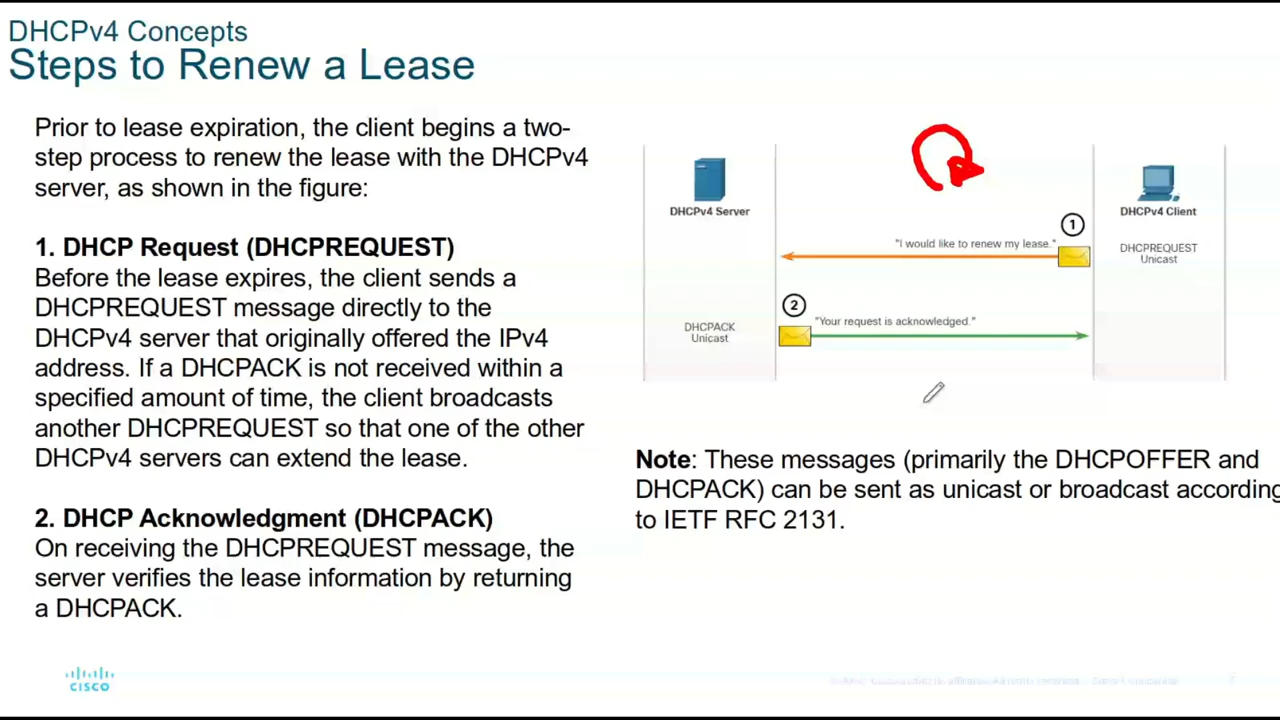 DHCPv4 Concepts
Steps to Renew a Lease
Prior to lease expiration, the client begins a two-
step process to renew the lease with the DHCPv4
server, as shown in the figure:
1. DHCP Request (DHCPREQUEST)
Before the lease expires, the client sends a
DHCPREQUEST message directly to the
DHCPv4 server that originally offered the IPv4
address. If a DHCPACK is not received within a
specified amount of time, the client broadcasts
another DHCPREQUEST so that one of the other
DHCPv4 servers can extend the lease.
2. DHCP Acknowledgment (DHCPACK)
On receiving the DHCPREQUEST message, the
server verifies the lease information by returning
a DHCPACK.
DHCPv4 Server
DHCPv4 Client
1
"I would like to renew my lease."
DHCPREQUEST
Unicast
2
"Your request is acknowledged."
DHCPACK
Unicast
Note: These messages (primarily the DHCPOFFER and
DHCPACK) can be sent as unicast or broadcast according
to IETF RFC 2131.
CISCO